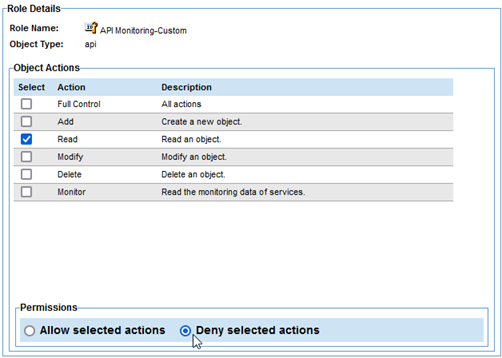 Role Details
Role Name: API Monitoring-Custom
Object Type: api
Object Actions
Select Action Description
Full Control All actions
Add Create a new object.
Read Read an object.
Modify Modify an object.
Delete Delete an object.
Monitor Read the monitoring data of services.
Permissions
Allow selected actions Deny selected actions